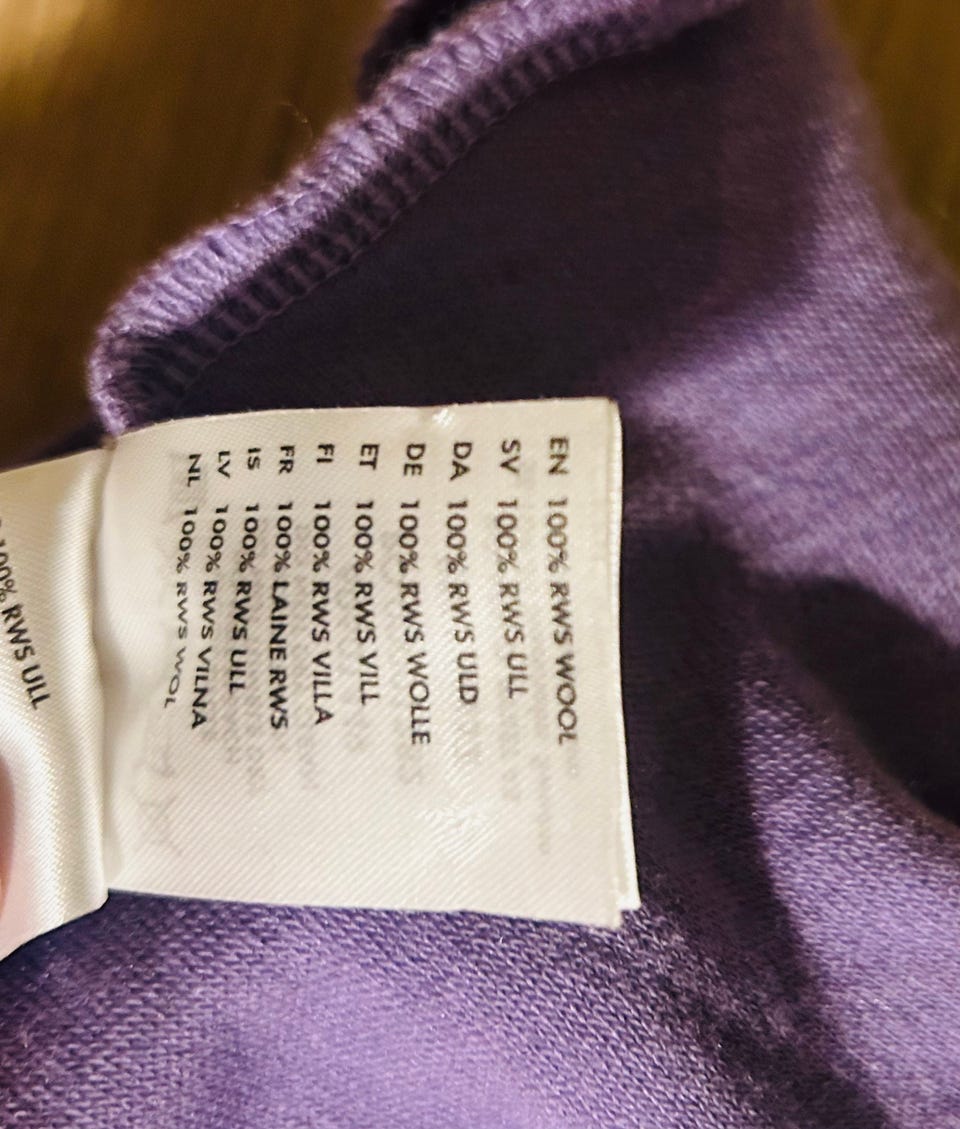 EN 100% RWS WOOL
SV 100% RWS ULL
DA 100% RWS ULD
DE 100% RWS WOLLE
ET 100% RWS VILL
FI 100% RWS VILLA
FR 100% LAINE RWS
IS 100% RWS ULL
LV 100% RWS VILNA
NL 100% RWS WOL
100% RWS ULL